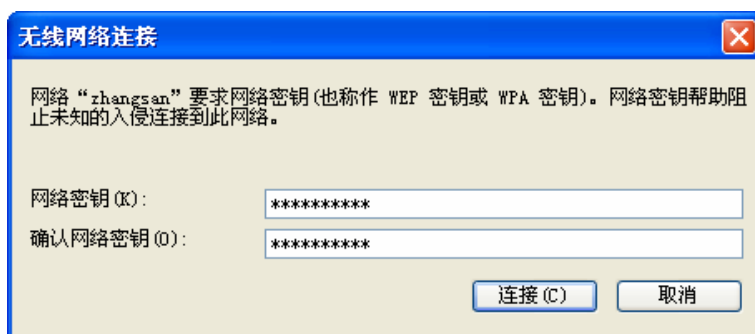 无线网络连接
网络“zhangsan”要求网络密钥(也称作 WEP 密钥或 WPA 密钥)。网络密钥帮助阻
止未知的入侵连接到此网络。
网络密钥(K): **********
确认网络密钥(O): **********
连接(C) 取消